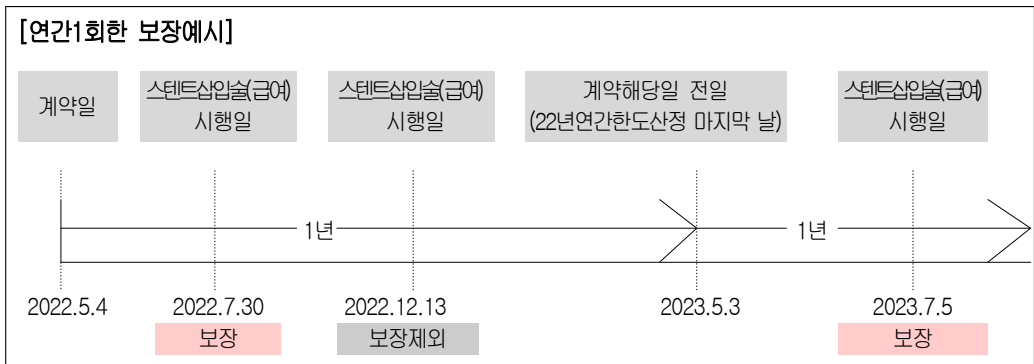 [연간1회한 보장예시]
계약일
스텐트삽입술(급여)
시행일
스텐트삽입술(급여)
시행일
계약해당일 전일
(22년연간한도산정 마지막 날)
스텐트삽입술(급여)
시행일
1년
1년
2022.5.4
2022.7.30
2022.12.13
2023.5.3
2023.7.5
보장
보장제외
보장